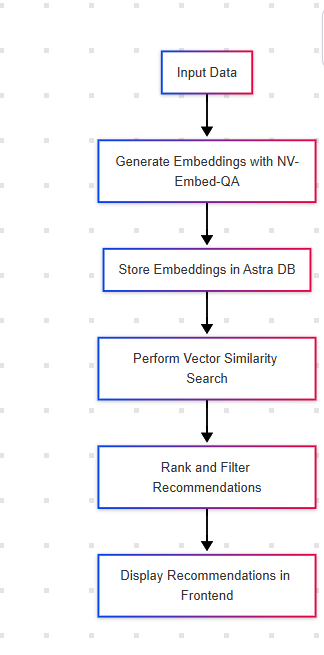 Input Data
Generate Embeddings with NV-
Embed-QA
Store Embeddings in Astra DB
Perform Vector Similarity
Search
Rank and Filter
Recommendations
Display Recommendations in
Frontend